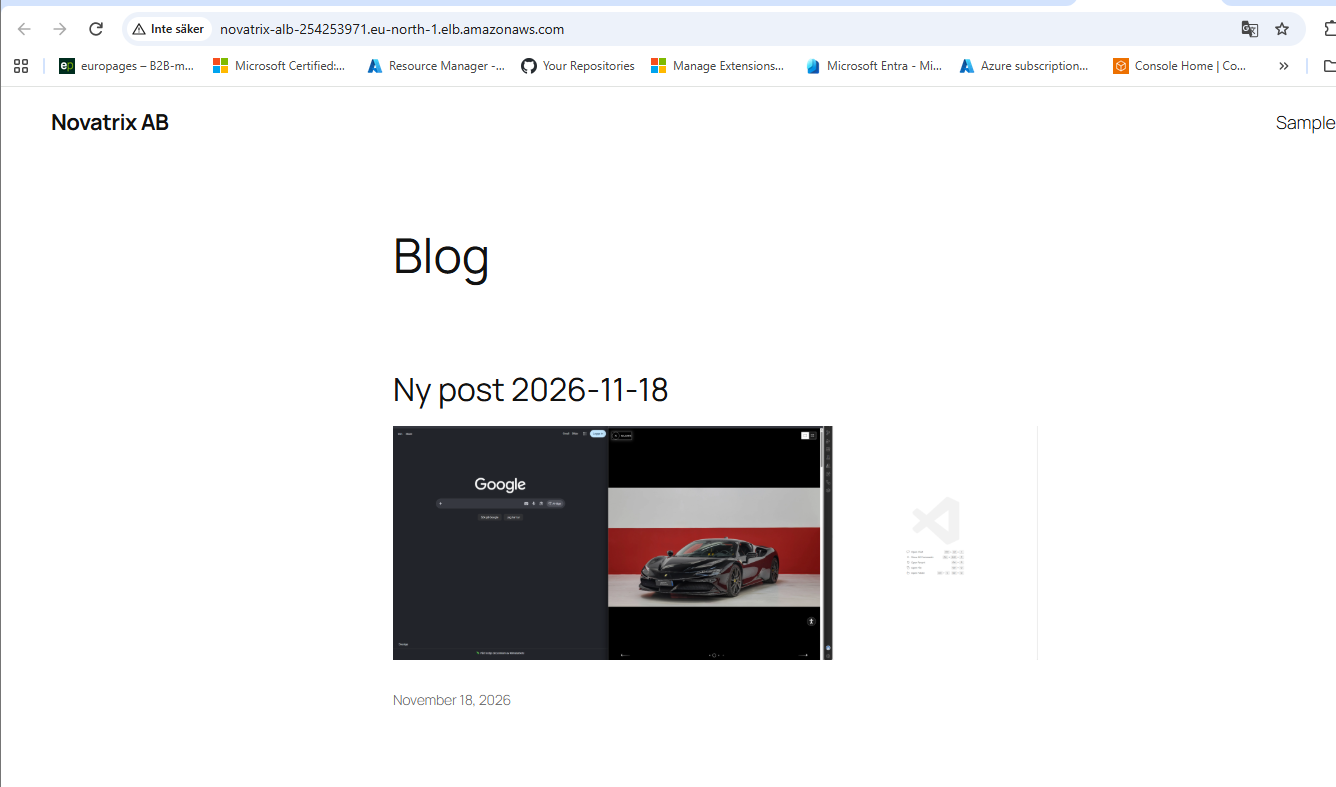 Inte säker novatrix-alb-254253971.eu-north-1.elb.amazonaws.com
ep europages – B2B-m... Microsoft Certified:... Resource Manager -... Your Repositories Manage Extensions... Microsoft Entra - Mi... Azure subscription... Console Home | Co... »
Novatrix AB
Sample
Blog
Ny post 2026-11-18
Google
November 18, 2026